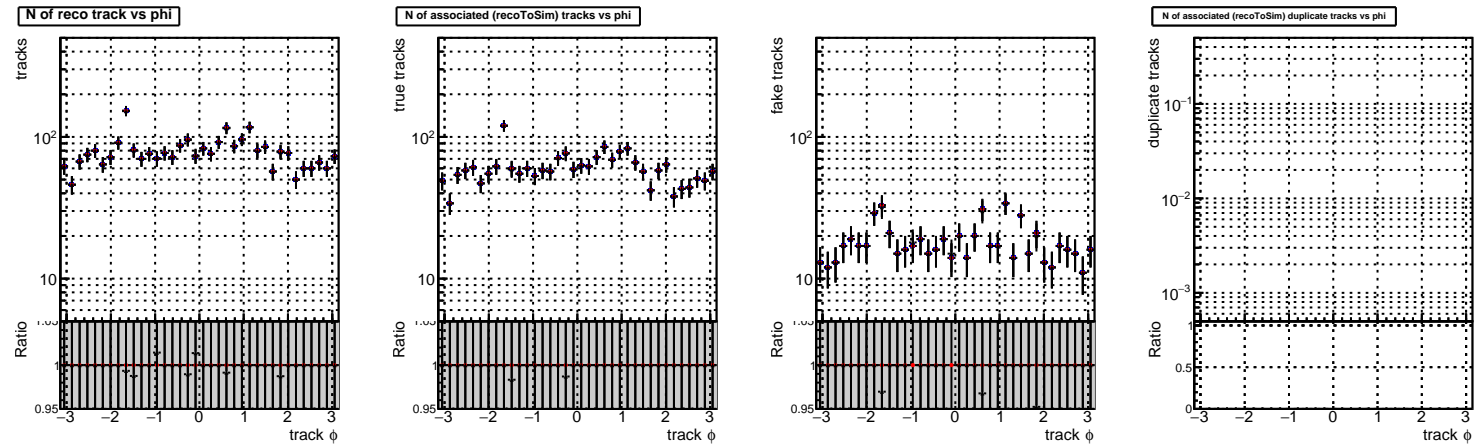 N of reco track vs phi
N of associated (recoToSim) tracks vs phi
N of associated (recoToSim) duplicate tracks vs phi
tracks
10²
10
Ratio
1
0.95
−3 −2 −1 0 1 2 3
track ϕ
true tracks
10²
10
Ratio
1
0.95
−3 −2 −1 0 1 2 3
track ϕ
fake tracks
10²
10
Ratio
1
0.95
−3 −2 −1 0 1 2 3
track ϕ
duplicate tracks
10⁻¹
10⁻²
10⁻³
Ratio
1
0.5
0
−3 −2 −1 0 1 2 3
track ϕ